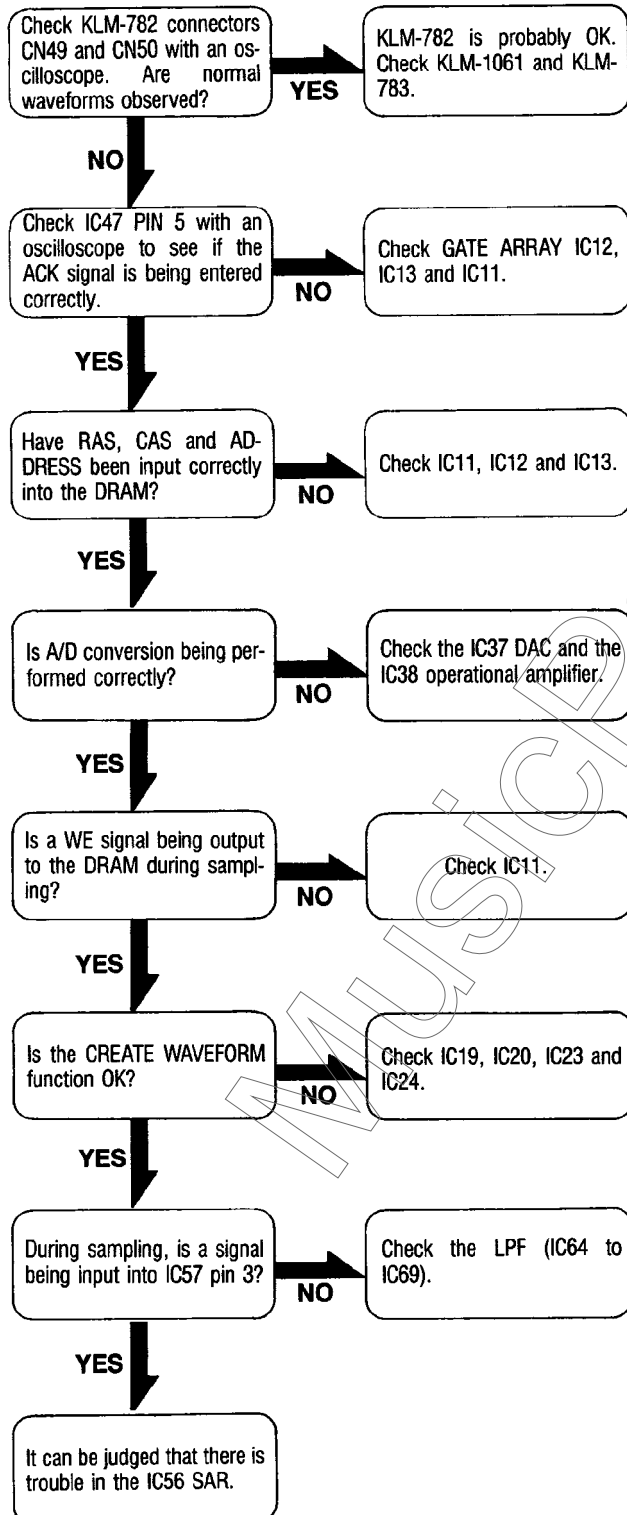 Check KLM-782 connectors
CN49 and CN50 with an os-
cilloscope. Are normal
waveforms observed?
YES
KLM-782 is probably OK.
Check KLM-1061 and KLM-
783.
NO
Check IC47 PIN 5 with an
oscilloscope to see if the
ACK signal is being entered
correctly.
NO
Check GATE ARRAY IC12,
IC13 and IC11.
YES
Have RAS, CAS and AD-
DRESS been input correctly
into the DRAM?
NO
Check IC11, IC12 and IC13.
YES
Is A/D conversion being per-
formed correctly?
NO
Check the IC37 DAC and the
IC38 operational amplifier.
YES
Is a WE signal being output
to the DRAM during sampl-
ing?
NO
Check IC11.
YES
Is the CREATE WAVEFORM
function OK?
NO
Check IC19, IC20, IC23 and
IC24.
YES
During sampling, is a signal
being input into IC57 pin 3?
NO
Check the LPF (IC64 to
IC69).
YES
It can be judged that there is
trouble in the IC56 SAR.